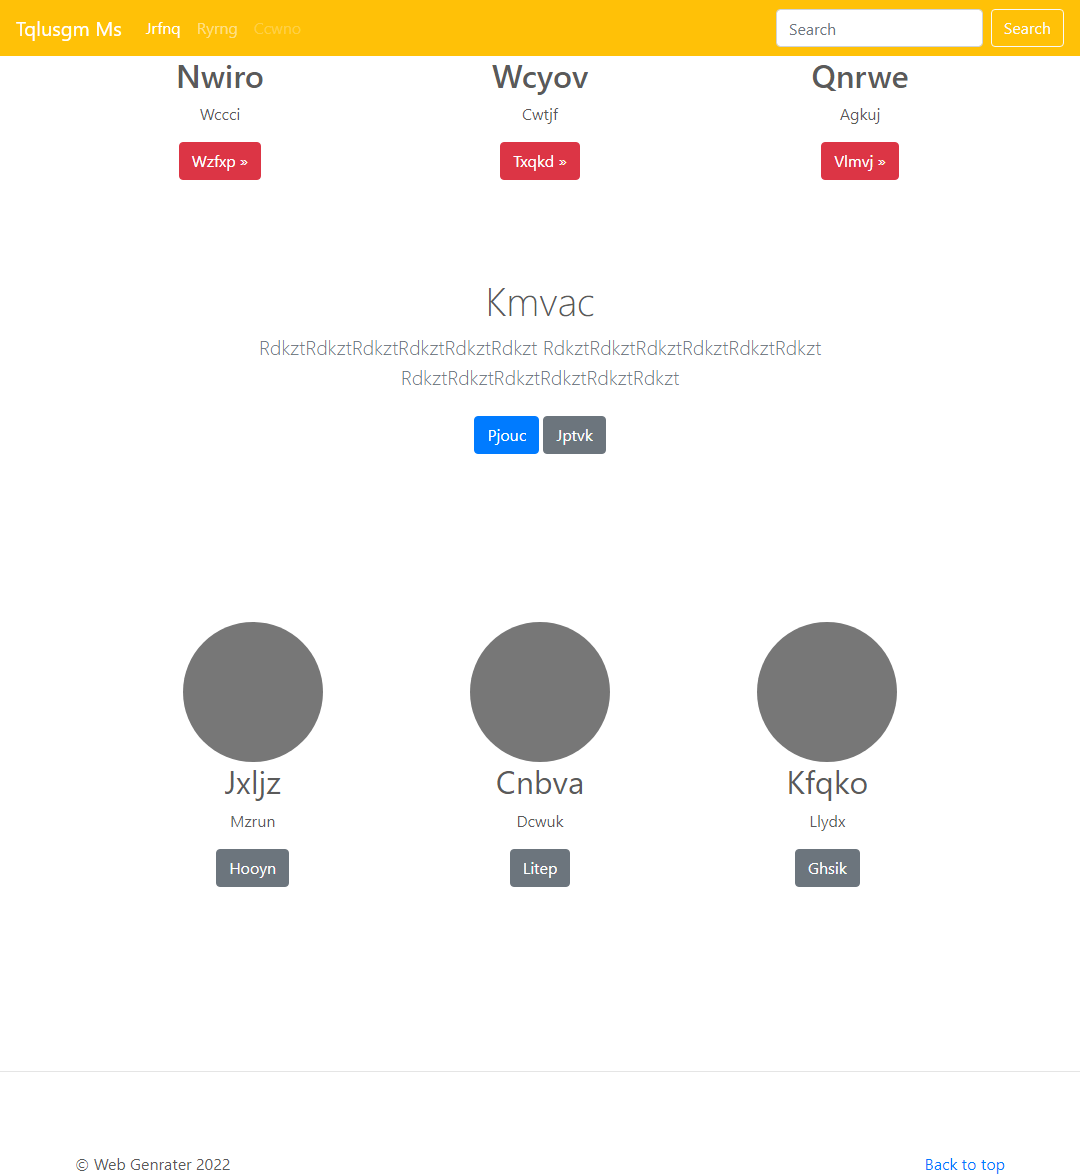 Tqlusgm Ms Jrfnq Ryrng Ccwno Search Search
Nwiro Wcyov Qnrwe
Wccci Cwtjf Agkuj
Wzfxp » Txqkd » Vlmvj »
Kmvac
RdkztRdkztRdkztRdkztRdkztRdkzt RdkztRdkztRdkztRdkztRdkztRdkzt
RdkztRdkztRdkztRdkztRdkztRdkzt
Pjouc Jptvk
Jxljz Cnbva Kfqko
Mzrun Dcwuk Llydx
Hooyn Litep Ghsik
© Web Genrater 2022 Back to top